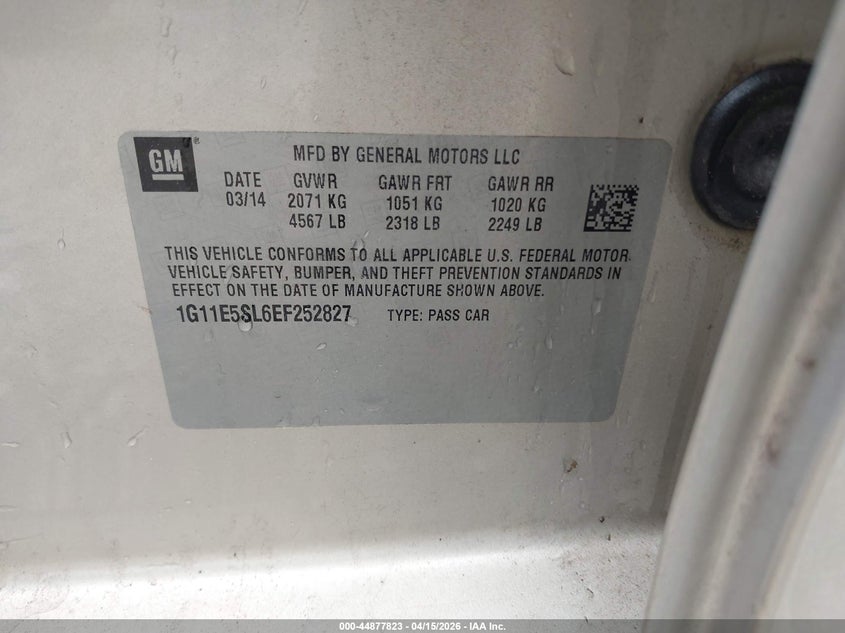 GM ®
MFD BY GENERAL MOTORS LLC
DATE GVWR GAWR FRT GAWR RR
03/14 2071 KG 1051 KG 1020 KG
4567 LB 2318 LB 2249 LB
THIS VEHICLE CONFORMS TO ALL APPLICABLE U.S. FEDERAL MOTOR
VEHICLE SAFETY, BUMPER, AND THEFT PREVENTION STANDARDS IN
EFFECT ON THE DATE OF MANUFACTURE SHOWN ABOVE.
1G11E5SL6EF252827 TYPE: PASS CAR
000-44877823 - 04/15/2026 - IAA Inc.